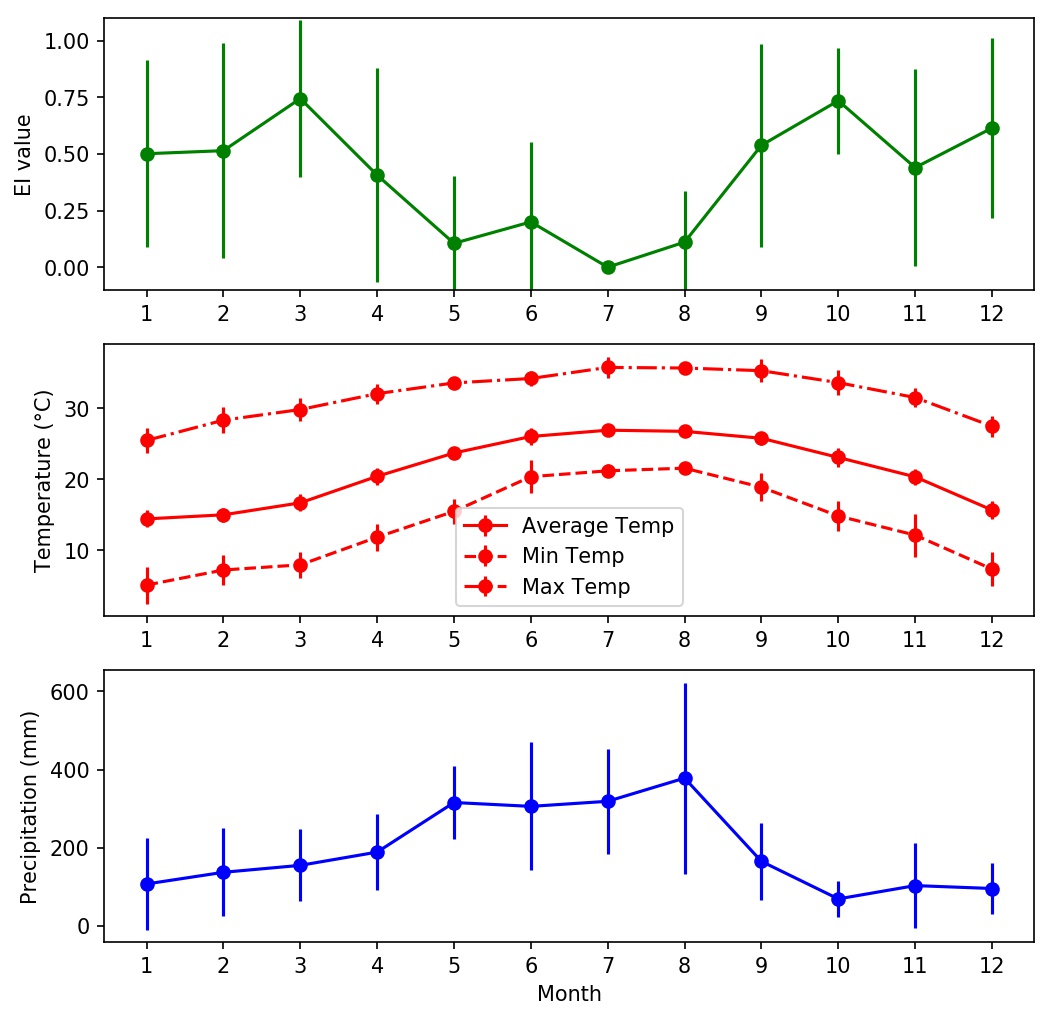 EI value
1.00
0.75
0.50
0.25
0.00
1 2 3 4 5 6 7 8 9 10 11 12
Temperature (°C)
30
20
10
Average Temp
Min Temp
Max Temp
1 2 3 4 5 6 7 8 9 10 11 12
Precipitation (mm)
600
400
200
0
1 2 3 4 5 6 7 8 9 10 11 12
Month